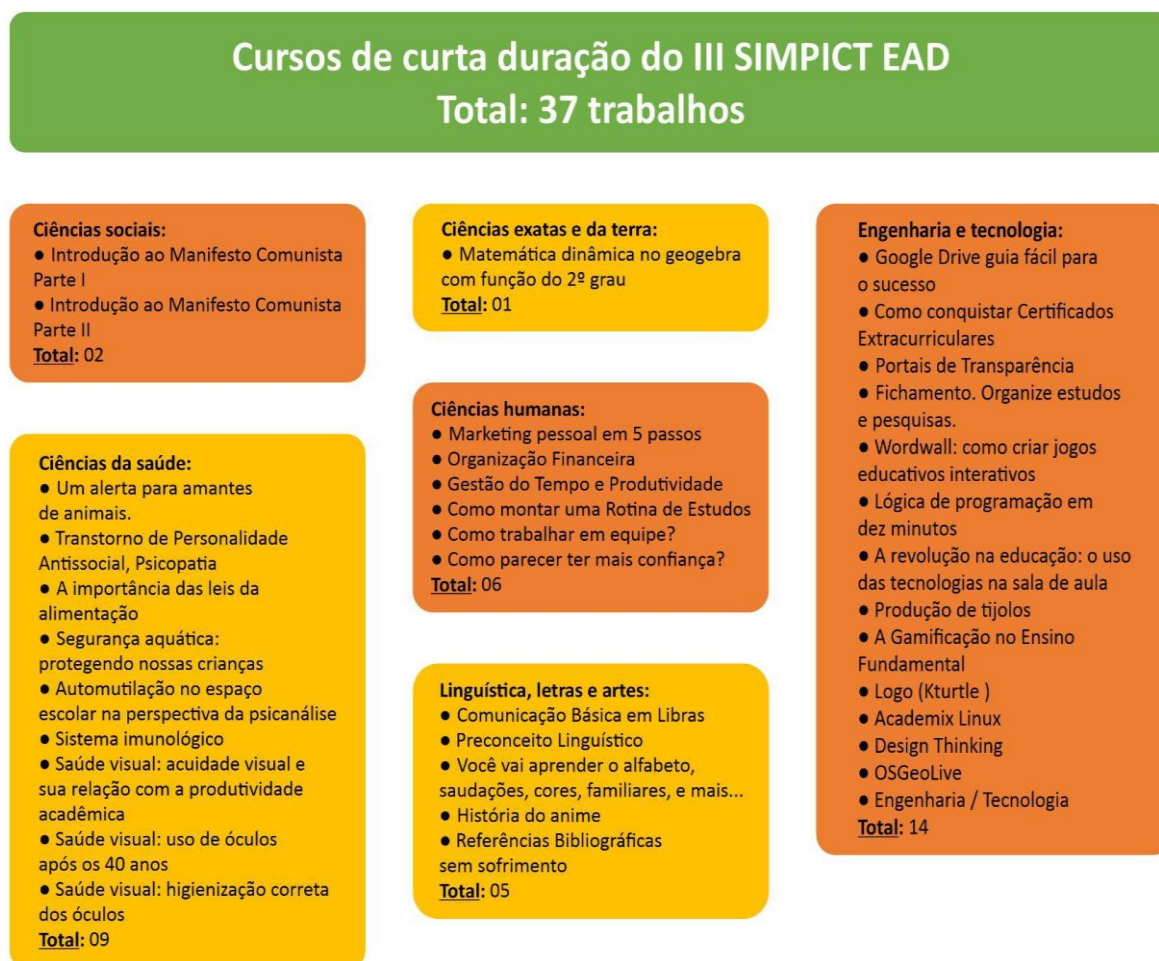 Cursos de curta duração do III SIMPICT EAD
Total: 37 trabalhos
Ciências sociais:
● Introdução ao Manifesto Comunista
Parte I
● Introdução ao Manifesto Comunista
Parte II
Total: 02
Ciências da saúde:
● Um alerta para amantes
de animais.
● Transtorno de Personalidade
Antissocial, Psicopatia
● A importância das leis da
alimentação
● Segurança aquática:
protegendo nossas crianças
● Automutilação no espaço
escolar na perspectiva da psicanálise
● Sistema imunológico
● Saúde visual: acuidade visual e
sua relação com a produtividade
acadêmica
● Saúde visual: uso de óculos
após os 40 anos
● Saúde visual: higienização correta
dos óculos
Total: 09
Ciências exatas e da terra:
● Matemática dinâmica no geogebra
com função do 2º grau
Total: 01
Ciências humanas:
● Marketing pessoal em 5 passos
● Organização Financeira
● Gestão do Tempo e Produtividade
● Como montar uma Rotina de Estudos
● Como trabalhar em equipe?
● Como parecer ter mais confiança?
Total: 06
Linguística, letras e artes:
● Comunicação Básica em Libras
● Preconceito Linguístico
● Você vai aprender o alfabeto,
saudações, cores, familiares, e mais...
● História do anime
● Referências Bibliográficas
sem sofrimento
Total: 05
Engenharia e tecnologia:
● Google Drive guia fácil para
o sucesso
● Como conquistar Certificados
Extracurriculares
● Portais de Transparência
● Fichamento. Organize estudos
e pesquisas.
● Wordwall: como criar jogos
educativos interativos
● Lógica de programação em
dez minutos
● A revolução na educação: o uso
das tecnologias na sala de aula
● Produção de tijolos
● A Gamificação no Ensino
Fundamental
● Logo (Kturtle )
● Academix Linux
● Design Thinking
● OSGeoLive
● Engenharia / Tecnologia
Total: 14